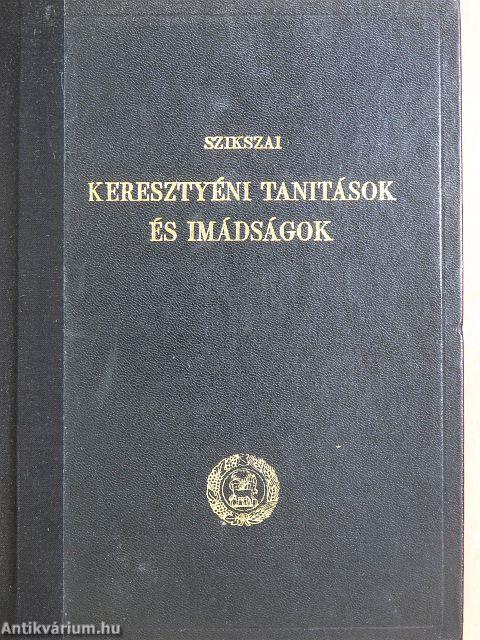 SZIKSZAI
KERESZTYÉNI TANITÁSOK
ÉS IMÁDSÁGOK
Antikvárium.hu